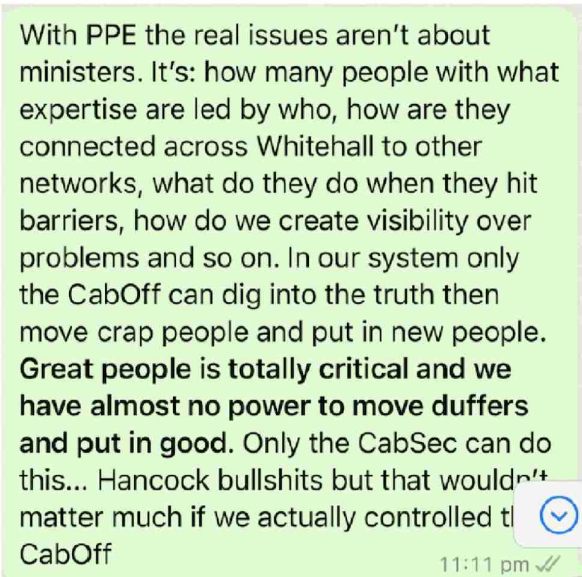 With PPE the real issues aren't about
ministers. It's: how many people with what
expertise are led by who, how are they
connected across Whitehall to other
networks, what do they do when they hit
barriers, how do we create visibility over
problems and so on. In our system only
the CabOff can dig into the truth then
move crap people and put in new people.
Great people is totally critical and we
have almost no power to move duffers
and put in good. Only the CabSec can do
this... Hancock bullshits but that wouldn't
matter much if we actually controlled
CabOff
11:11 pm